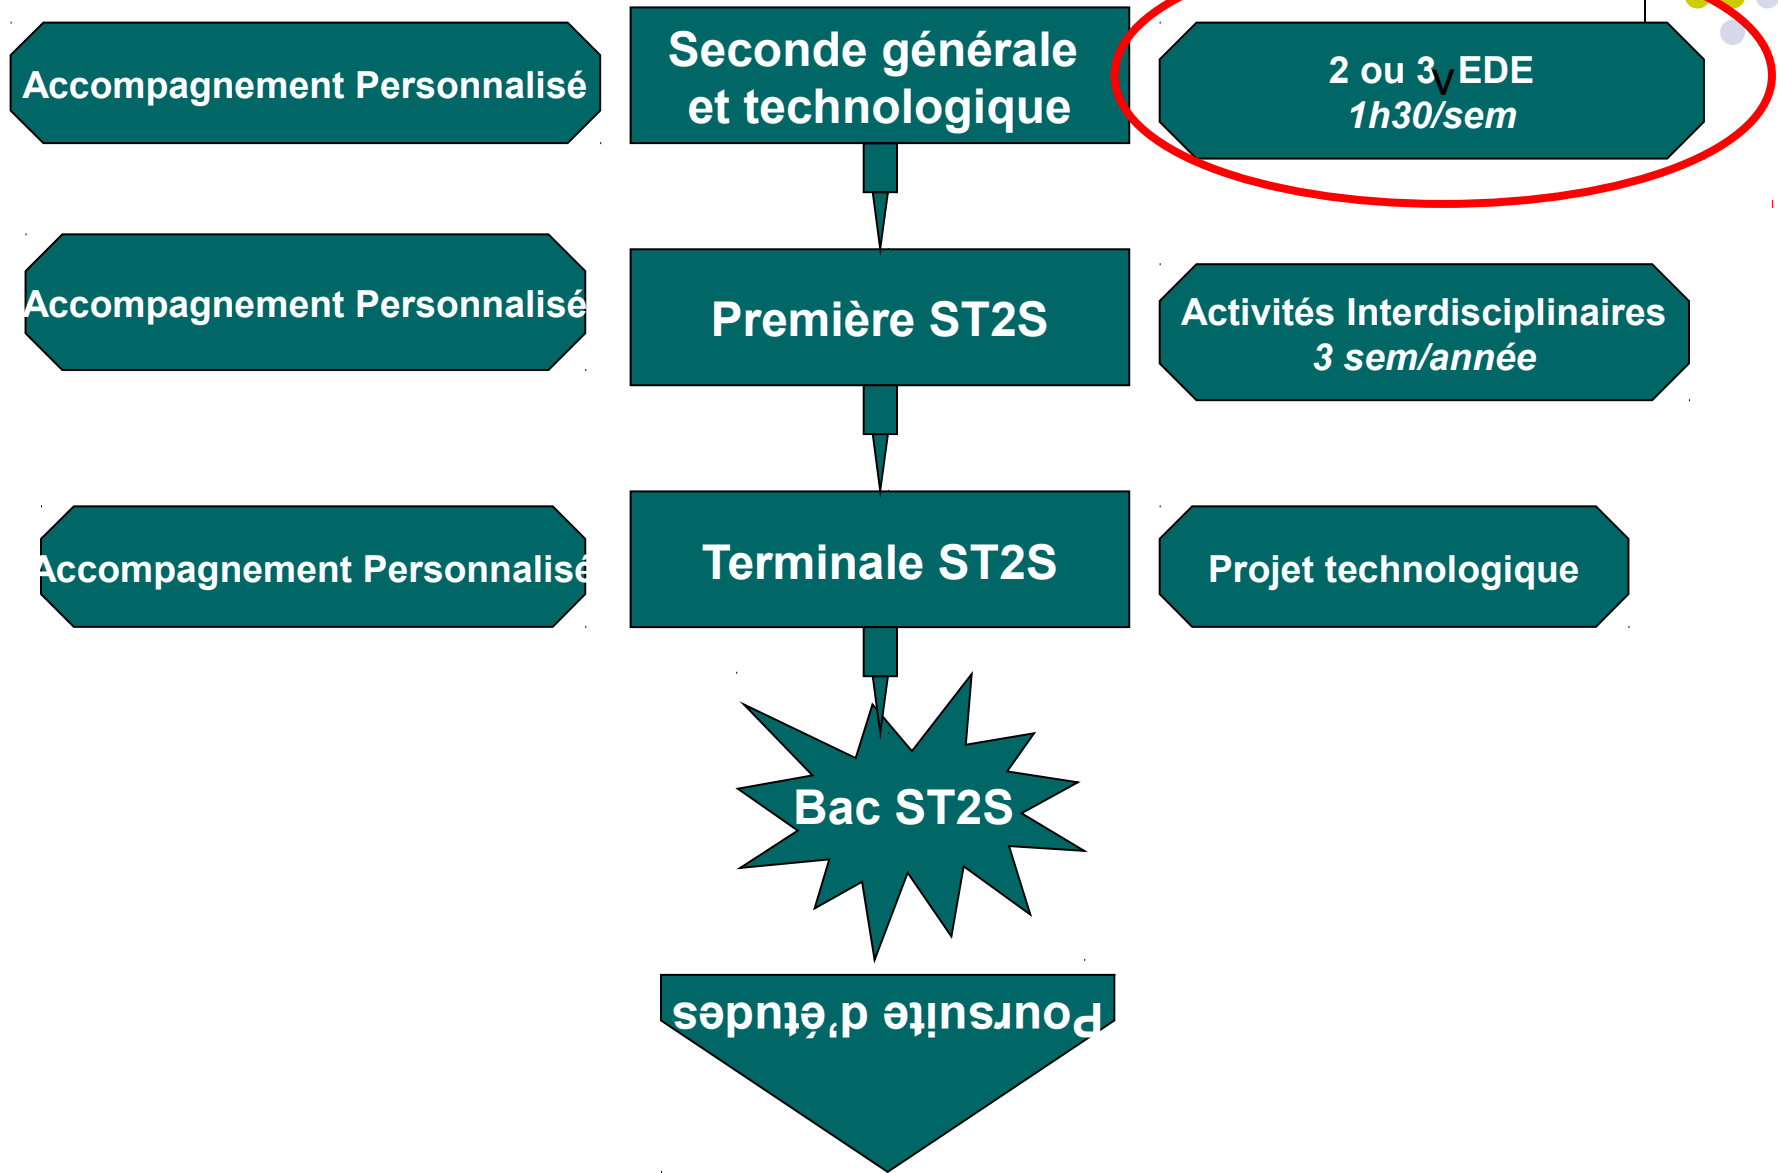 Accompagnement Personnalisé
Seconde générale
et technologique
2 ou 3 EDE
v
1h30/sem
Accompagnement Personnalisé
Première ST2S
Activités Interdisciplinaires
3 sem/année
Accompagnement Personnalisé
Terminale ST2S
Projet technologique
Bac ST2S
Poursuite d’études